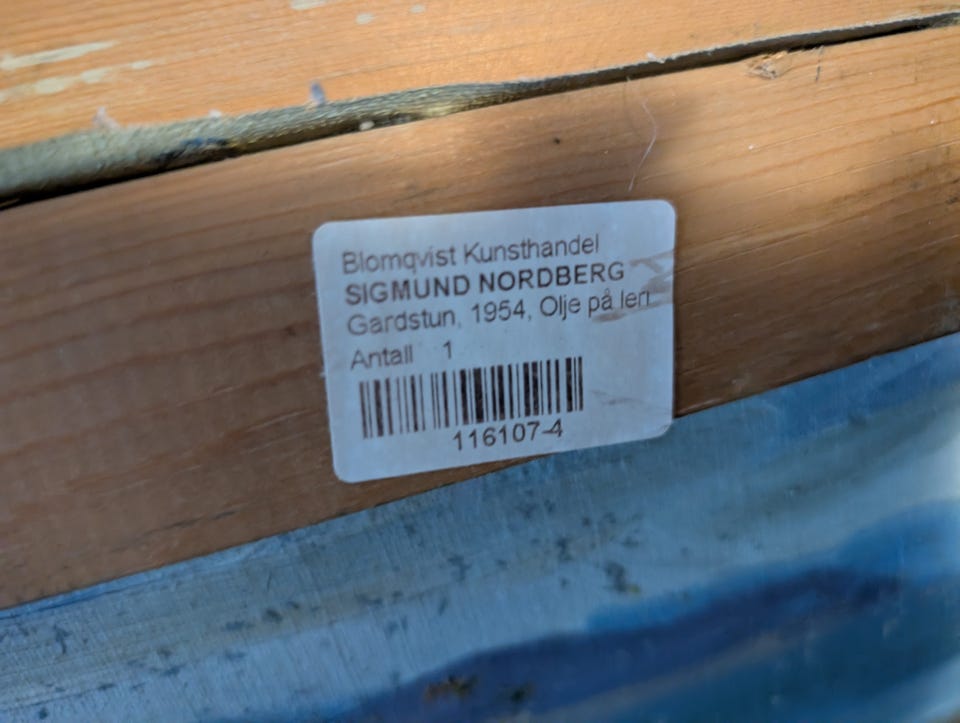 Blomqvist Kunsthandel
SIGMUND NORDBERG
Gardstun, 1954, Olje på
Antall 1
116107-4